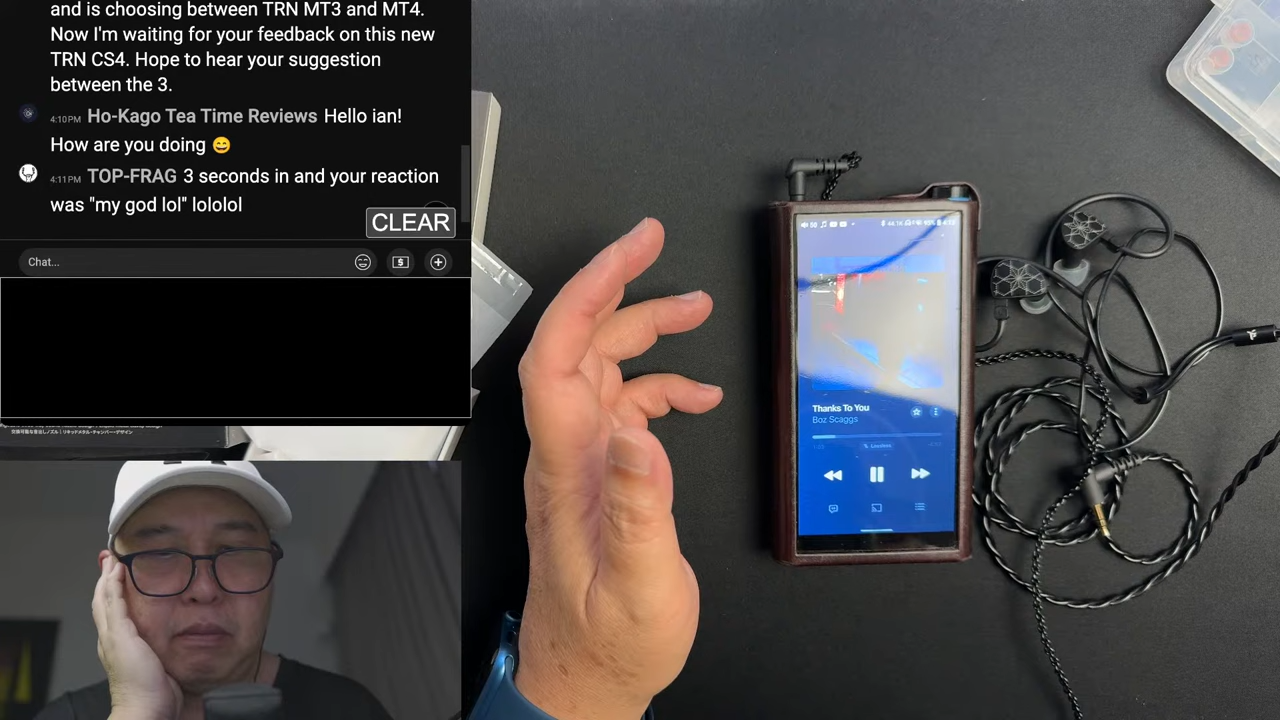 and is choosing between TRN MT3 and MT4.
Now I'm waiting for your feedback on this new
TRN CS4. Hope to hear your suggestion
between the 3.
4:10PM Ho-Kago Tea Time Reviews Hello ian!
How are you doing 😄
4:11PM TOP-FRAG 3 seconds in and your reaction
was "my god lol" lololol
CLEAR
Chat...
Thanks To You
Boz Scaggs
Lossless